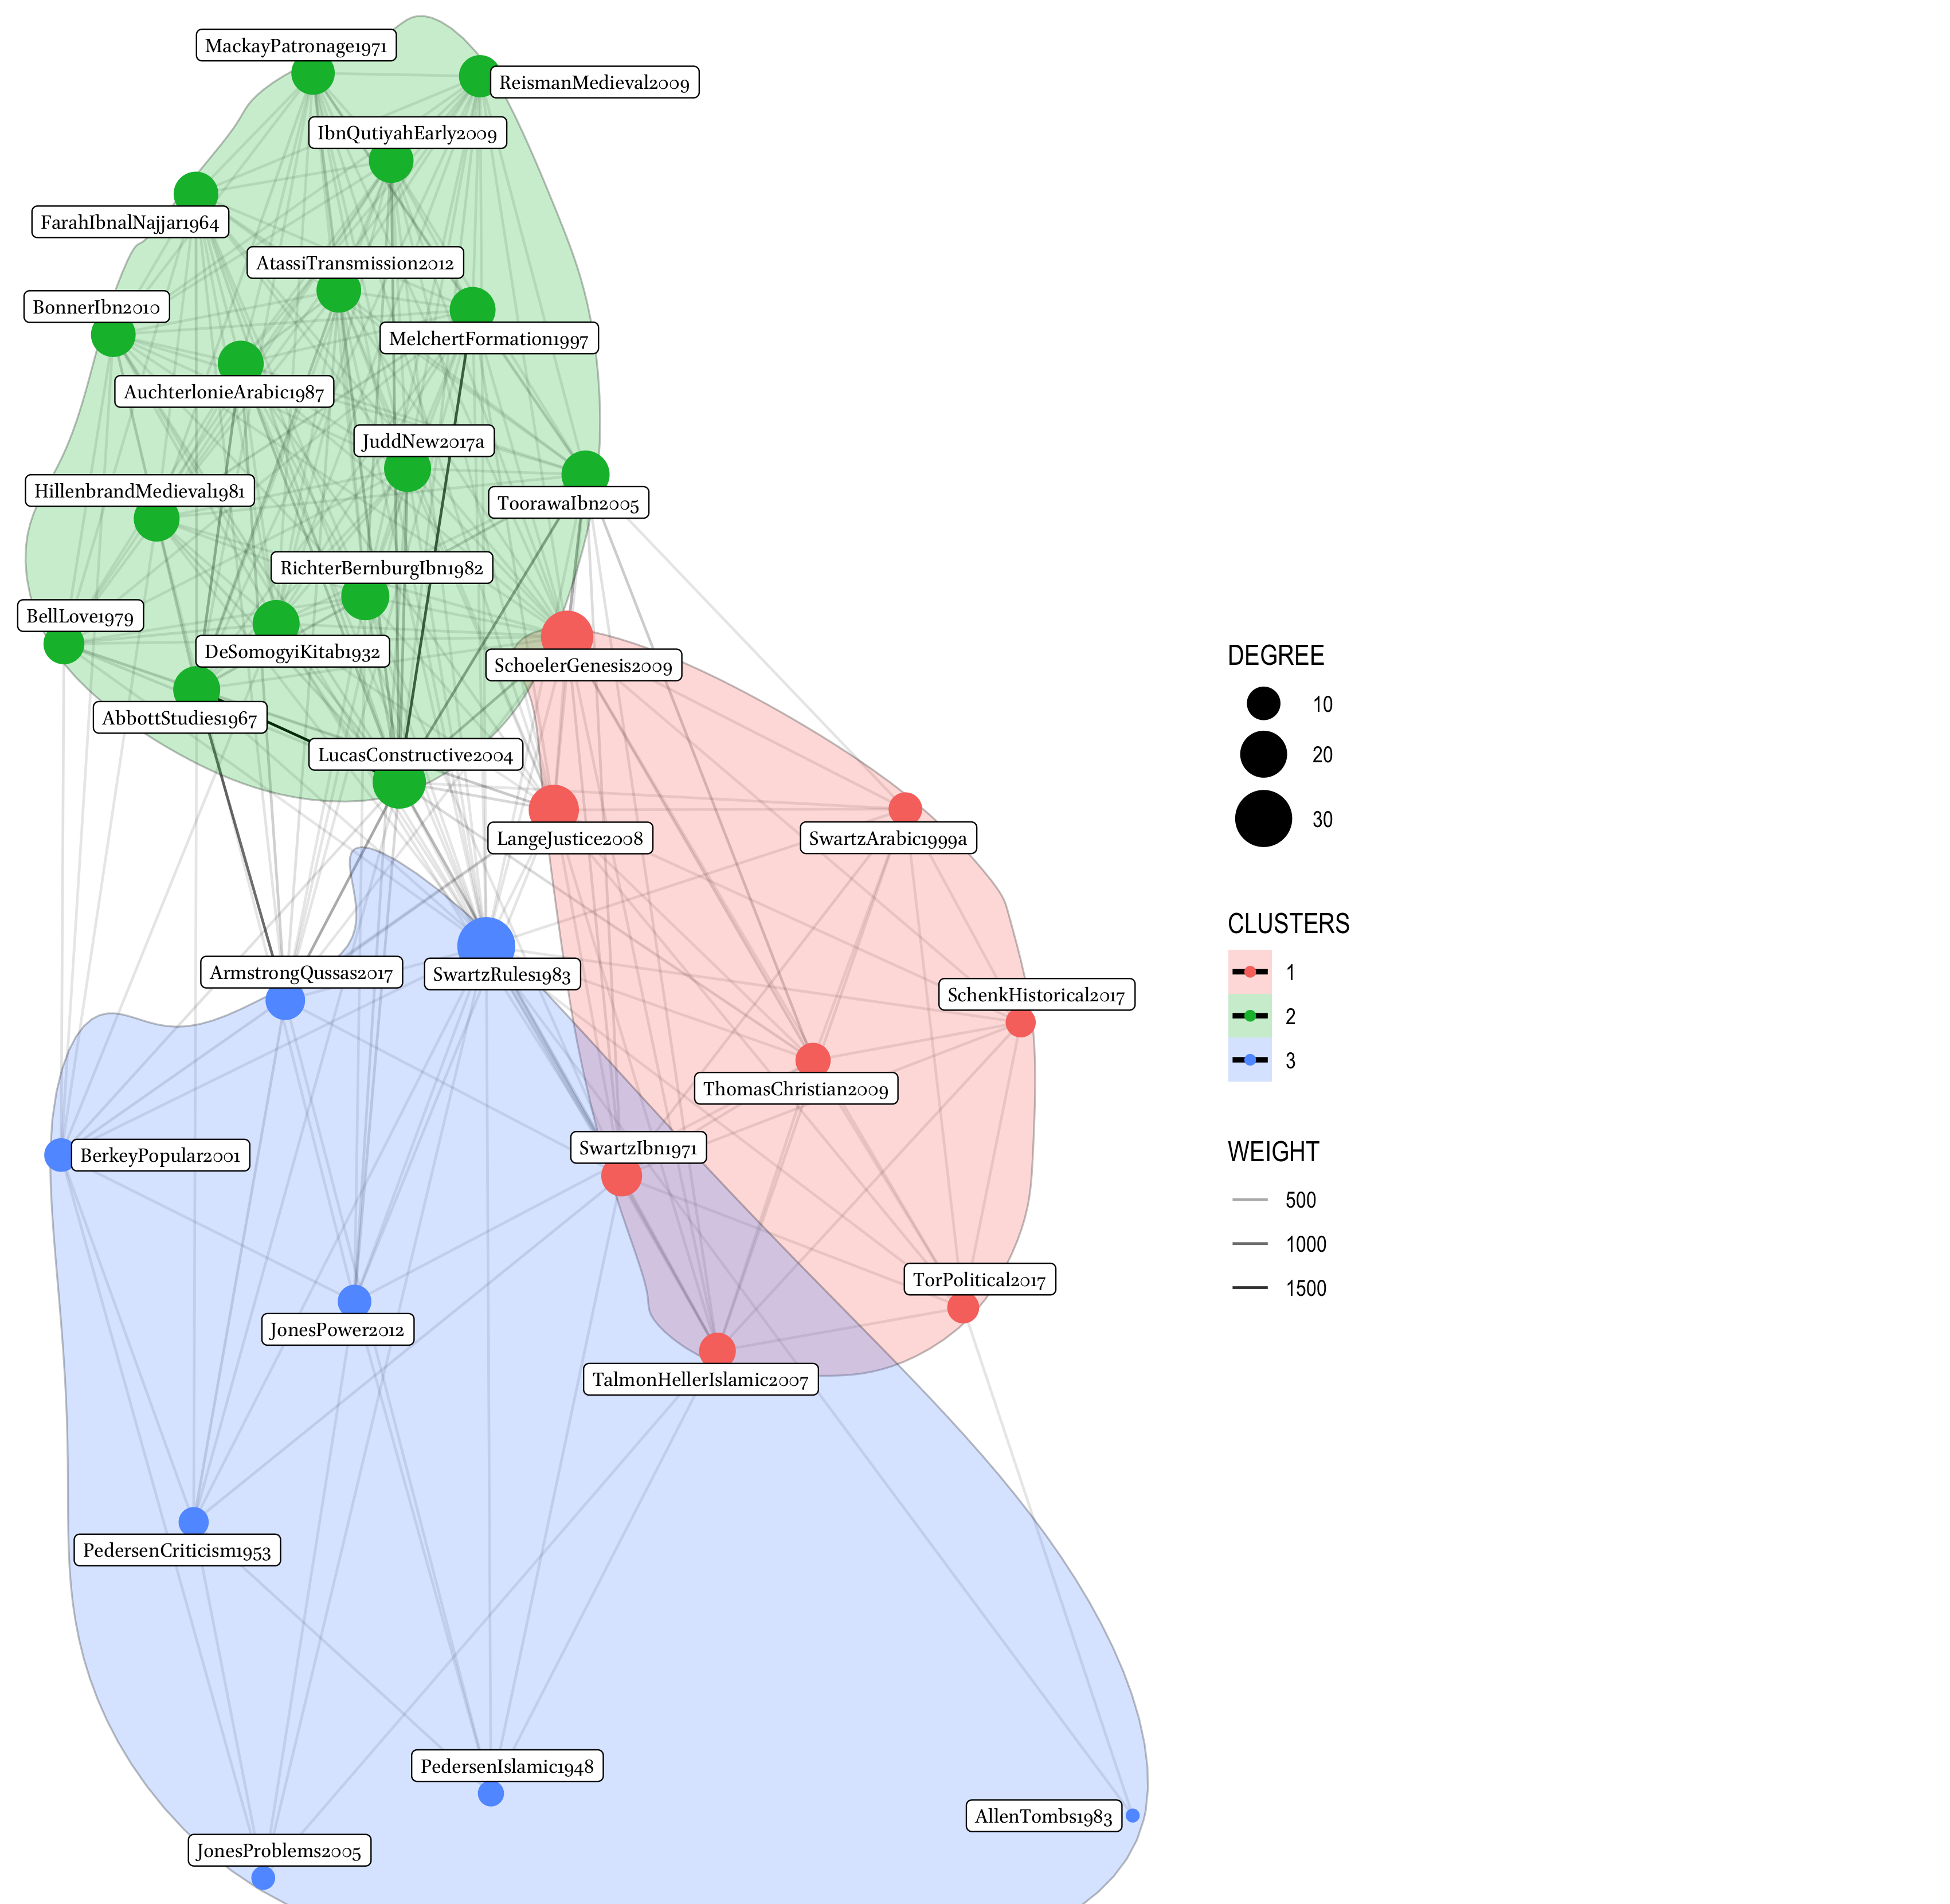 MackayPatronage1971
ReismanMedieval2009
IbnQutiyahEarly2009
FarahIbnalNajjar1964
AtassiTransmission2012
BonnerIbn2010
MelchertFormation1997
AuchterlonieArabic1987
JuddNew2017a
HillenbrandMedieval1981
ToorawaIbn2005
RichterBernburgIbn1982
BellLove1979
DeSomogyiKitab1932
SchoelerGenesis2009
AbbottStudies1967
LucasConstructive2004
LangeJustice2008
SwartzArabic1999a
ArmstrongQussas2017
SwartzRules1983
SchenkHistorical2017
ThomasChristian2009
SwartzIbn1971
BerkeyPopular2001
TorPolitical2017
JonesPower2012
TalmonHellerIslamic2007
PedersenCriticism1953
PedersenIslamic1948
AllenTombs1983
JonesProblems2005
DEGREE
10
20
30
CLUSTERS
1
2
3
WEIGHT
500
1000
1500